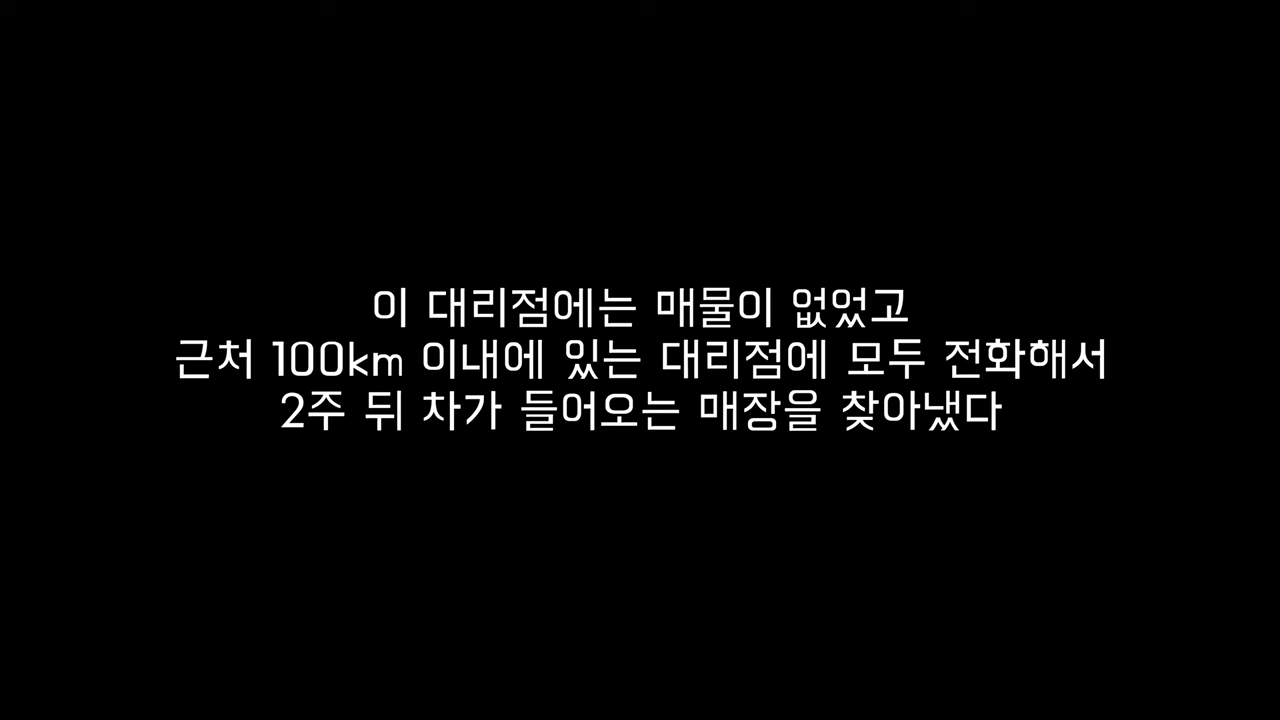 이 대리점에는 매물이 없었고
근처 100km 이내에 있는 대리점에 모두 전화해서
2주 뒤 차가 들어오는 매장을 찾아냈다